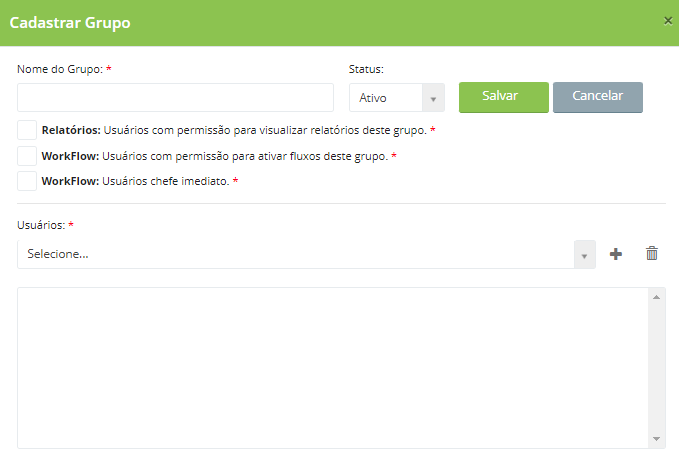 Cadastrar Grupo
×
Nome do Grupo: * Status:
Ativo Salvar Cancelar
Relatórios: Usuários com permissão para visualizar relatórios deste grupo. *
WorkFlow: Usuários com permissão para ativar fluxos deste grupo. *
WorkFlow: Usuários chefe imediato. *
Usuários: *
Selecione...